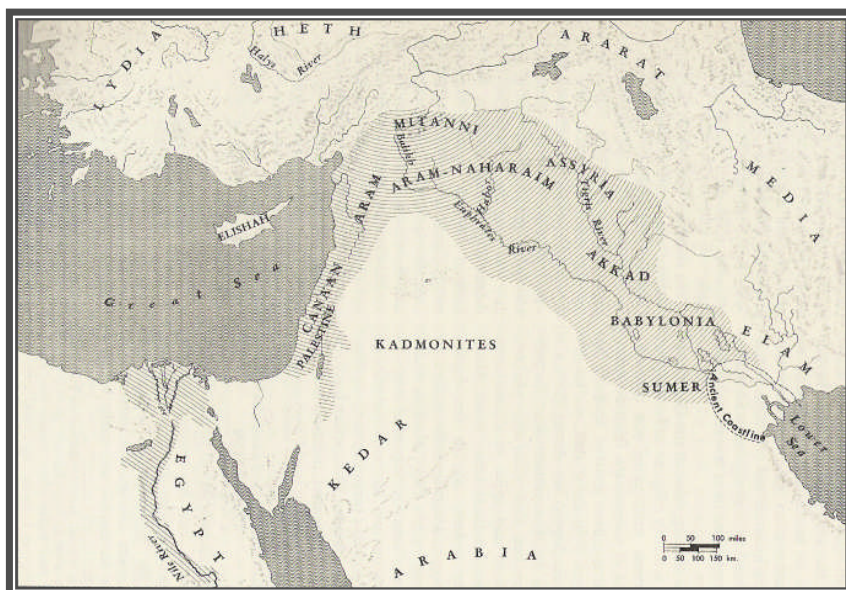 HETH
ARARAT
LYDIA
Halys River
MITANNI
Balikh
ARAM-NAHARAIM
ASSYRIA
MEDIA
ARAM
Habor
Tigris River
Euphrates River
ELISHAH
AKKAD
Great Sea
CANAAN
PALESTINE
KADMONITES
BABYLONIA
ELAM
SUMER
Ancient Coastline
Lower Sea
KEDAR
EGYPT
Nile River
ARABIA
0 50 100 miles
0 50 100 150 km.